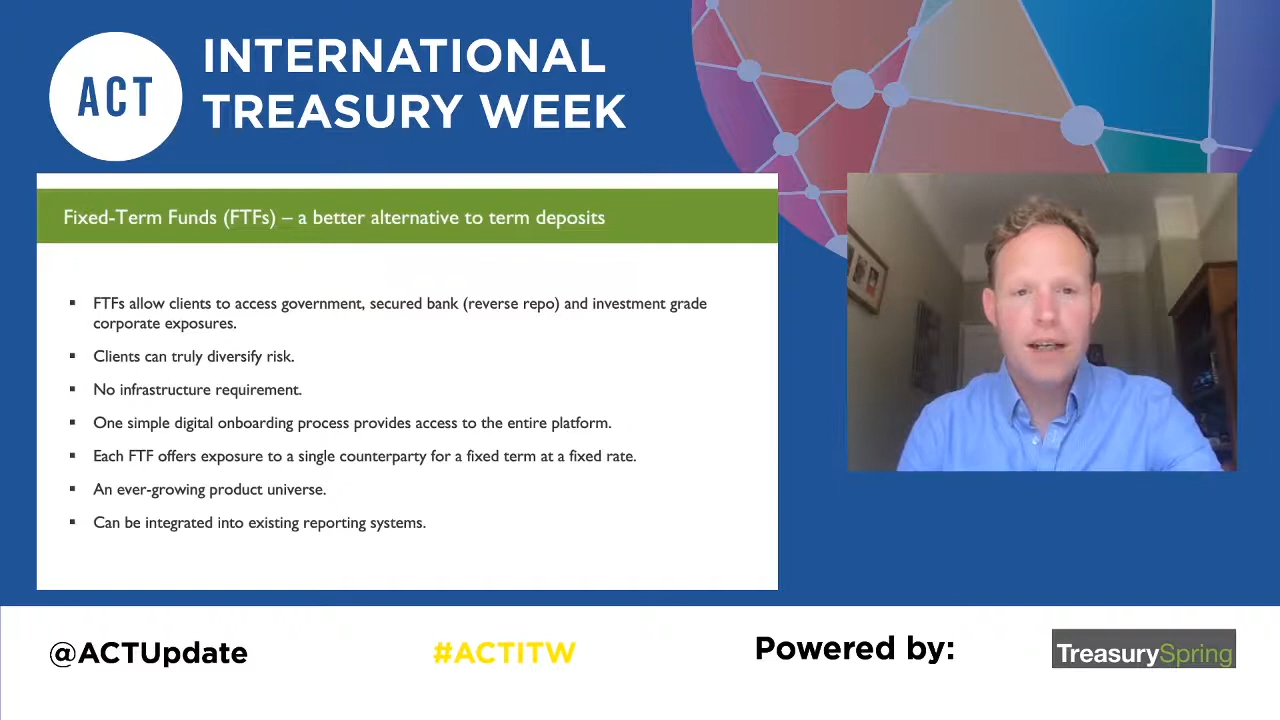 ACT
INTERNATIONAL
TREASURY WEEK
Fixed-Term Funds (FTFs) – a better alternative to term deposits
▪ FTFs allow clients to access government, secured bank (reverse repo) and investment grade
corporate exposures.
▪ Clients can truly diversify risk.
▪ No infrastructure requirement.
▪ One simple digital onboarding process provides access to the entire platform.
▪ Each FTF offers exposure to a single counterparty for a fixed term at a fixed rate.
▪ An ever-growing product universe.
▪ Can be integrated into existing reporting systems.
@ACTUpdate
#ACTITW
Powered by:
TreasurySpring